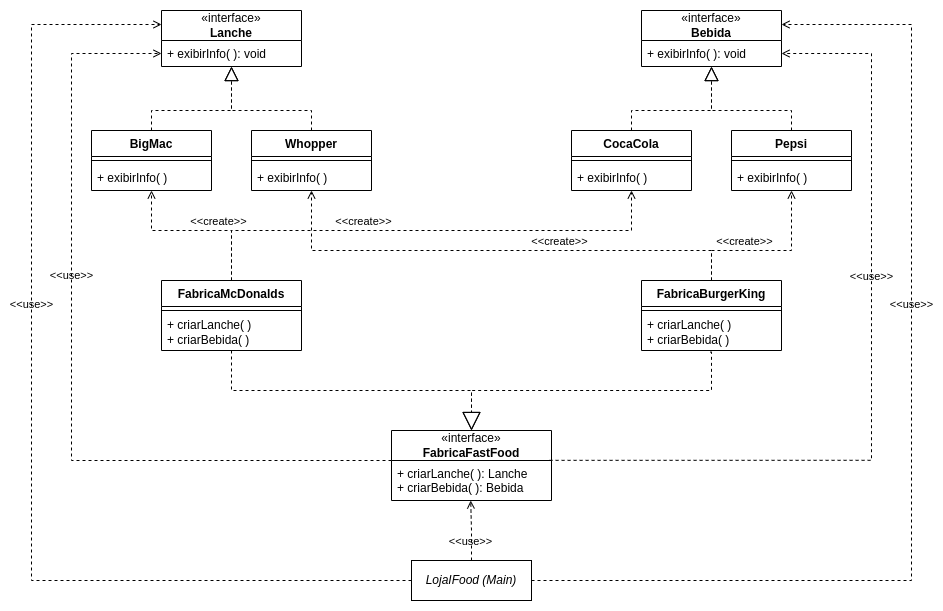 «interface»
Lanche
+ exibirInfo( ): void
«interface»
Bebida
+ exibirInfo( ): void
BigMac
+ exibirInfo( )
Whopper
+ exibirInfo( )
CocaCola
+ exibirInfo( )
Pepsi
+ exibirInfo( )
<<create>>
<<create>>
<<create>>
<<create>>
<<use>>
<<use>>
<<use>>
<<use>>
FabricaMcDonalds
+ criarLanche( )
+ criarBebida( )
FabricaBurgerKing
+ criarLanche( )
+ criarBebida( )
«interface»
FabricaFastFood
+ criarLanche( ): Lanche
+ criarBebida( ): Bebida
<<use>>
LojaIFood (Main)